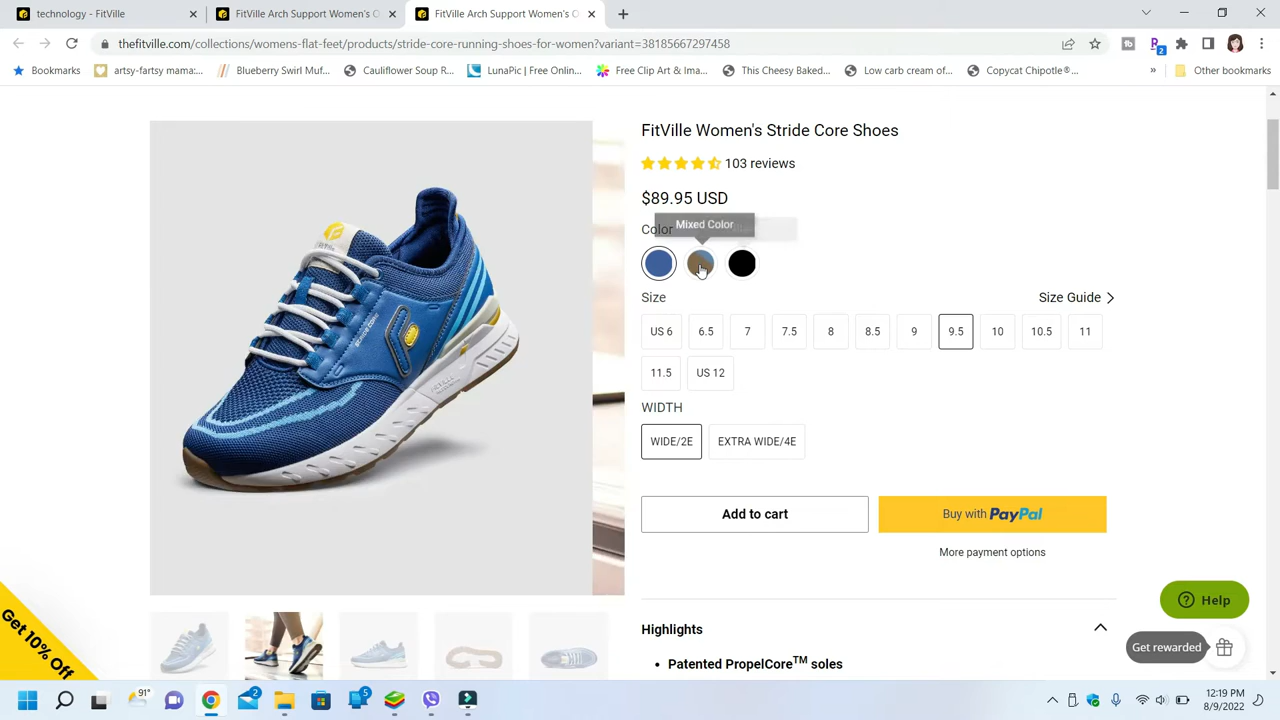 technology - FitVille
FitVille Arch Support Women's O
FitVille Arch Support Women's O
thefitville.com/collections/womens-flat-feet/products/stride-core-running-shoes-for-women?variant=38185667297458
2
Bookmarks
artsy-fartsy mama:...
Blueberry Swirl Muf...
Cauliflower Soup R...
LunaPic | Free Onlin...
Free Clip Art & Ima...
This Cheesy Baked...
Low carb cream of...
Copycat Chipotle®...
»
Other bookmarks
FitVille Women's Stride Core Shoes
103 reviews
$89.95 USD
Mixed Color
Color
Size
Size Guide
US 6
6.5
7
7.5
8
8.5
9
9.5
10
10.5
11
11.5
US 12
WIDTH
WIDE/2E
EXTRA WIDE/4E
Add to cart
Buy with PayPal
More payment options
Get 10% Off
Help
Get rewarded
Highlights
• Patented PropelCore™ soles
91°
2
5
12:19 PM
8/9/2022